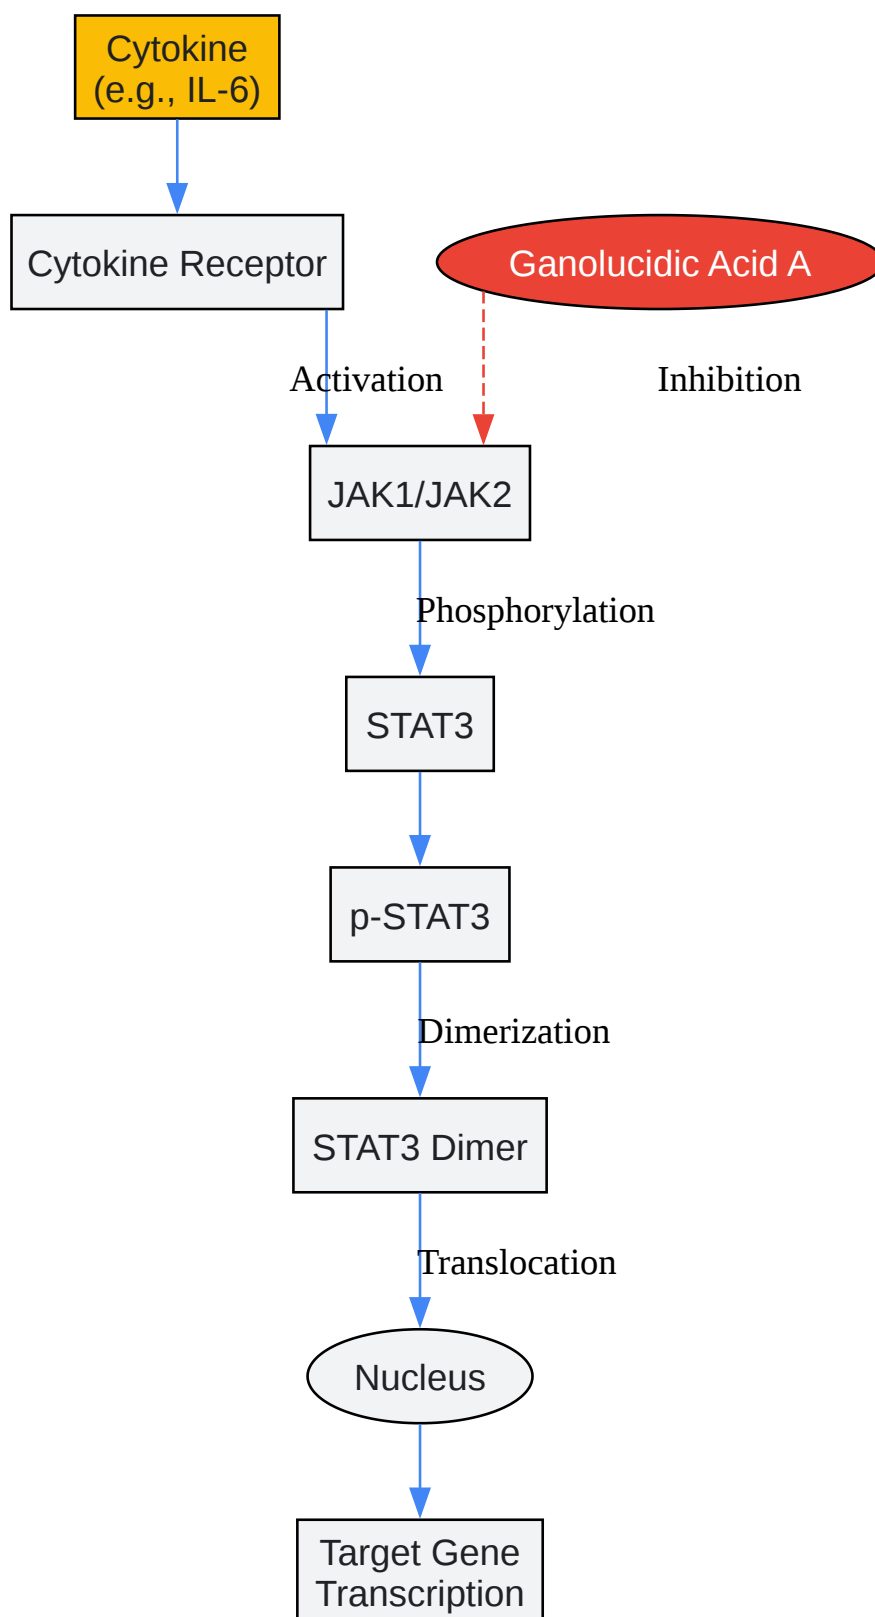 Cytokine
(e.g., IL-6)
Cytokine Receptor
Ganolucidic Acid A
Activation
Inhibition
JAK1/JAK2
Phosphorylation
STAT3
p-STAT3
Dimerization
STAT3 Dimer
Translocation
Nucleus
Target Gene
Transcription